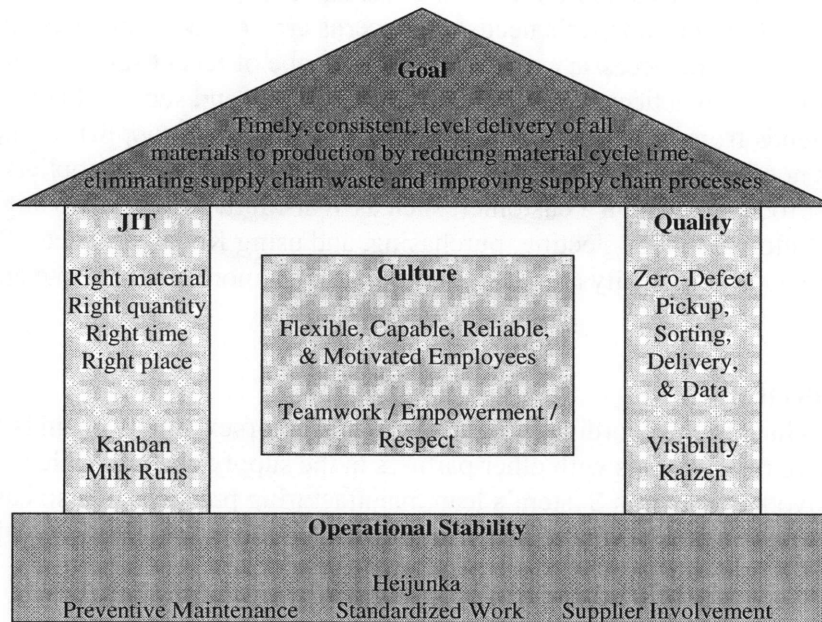 Goal
Timely, consistent, level delivery of all
materials to production by reducing material cycle time,
eliminating supply chain waste and improving supply chain processes
JIT
Right material
Right quantity
Right time
Right place
Kanban
Milk Runs
Culture
Flexible, Capable, Reliable,
& Motivated Employees
Teamwork / Empowerment /
Respect
Quality
Zero-Defect
Pickup,
Sorting,
Delivery,
& Data
Visibility
Kaizen
Operational Stability
Heijunka
Preventive Maintenance Standardized Work Supplier Involvement